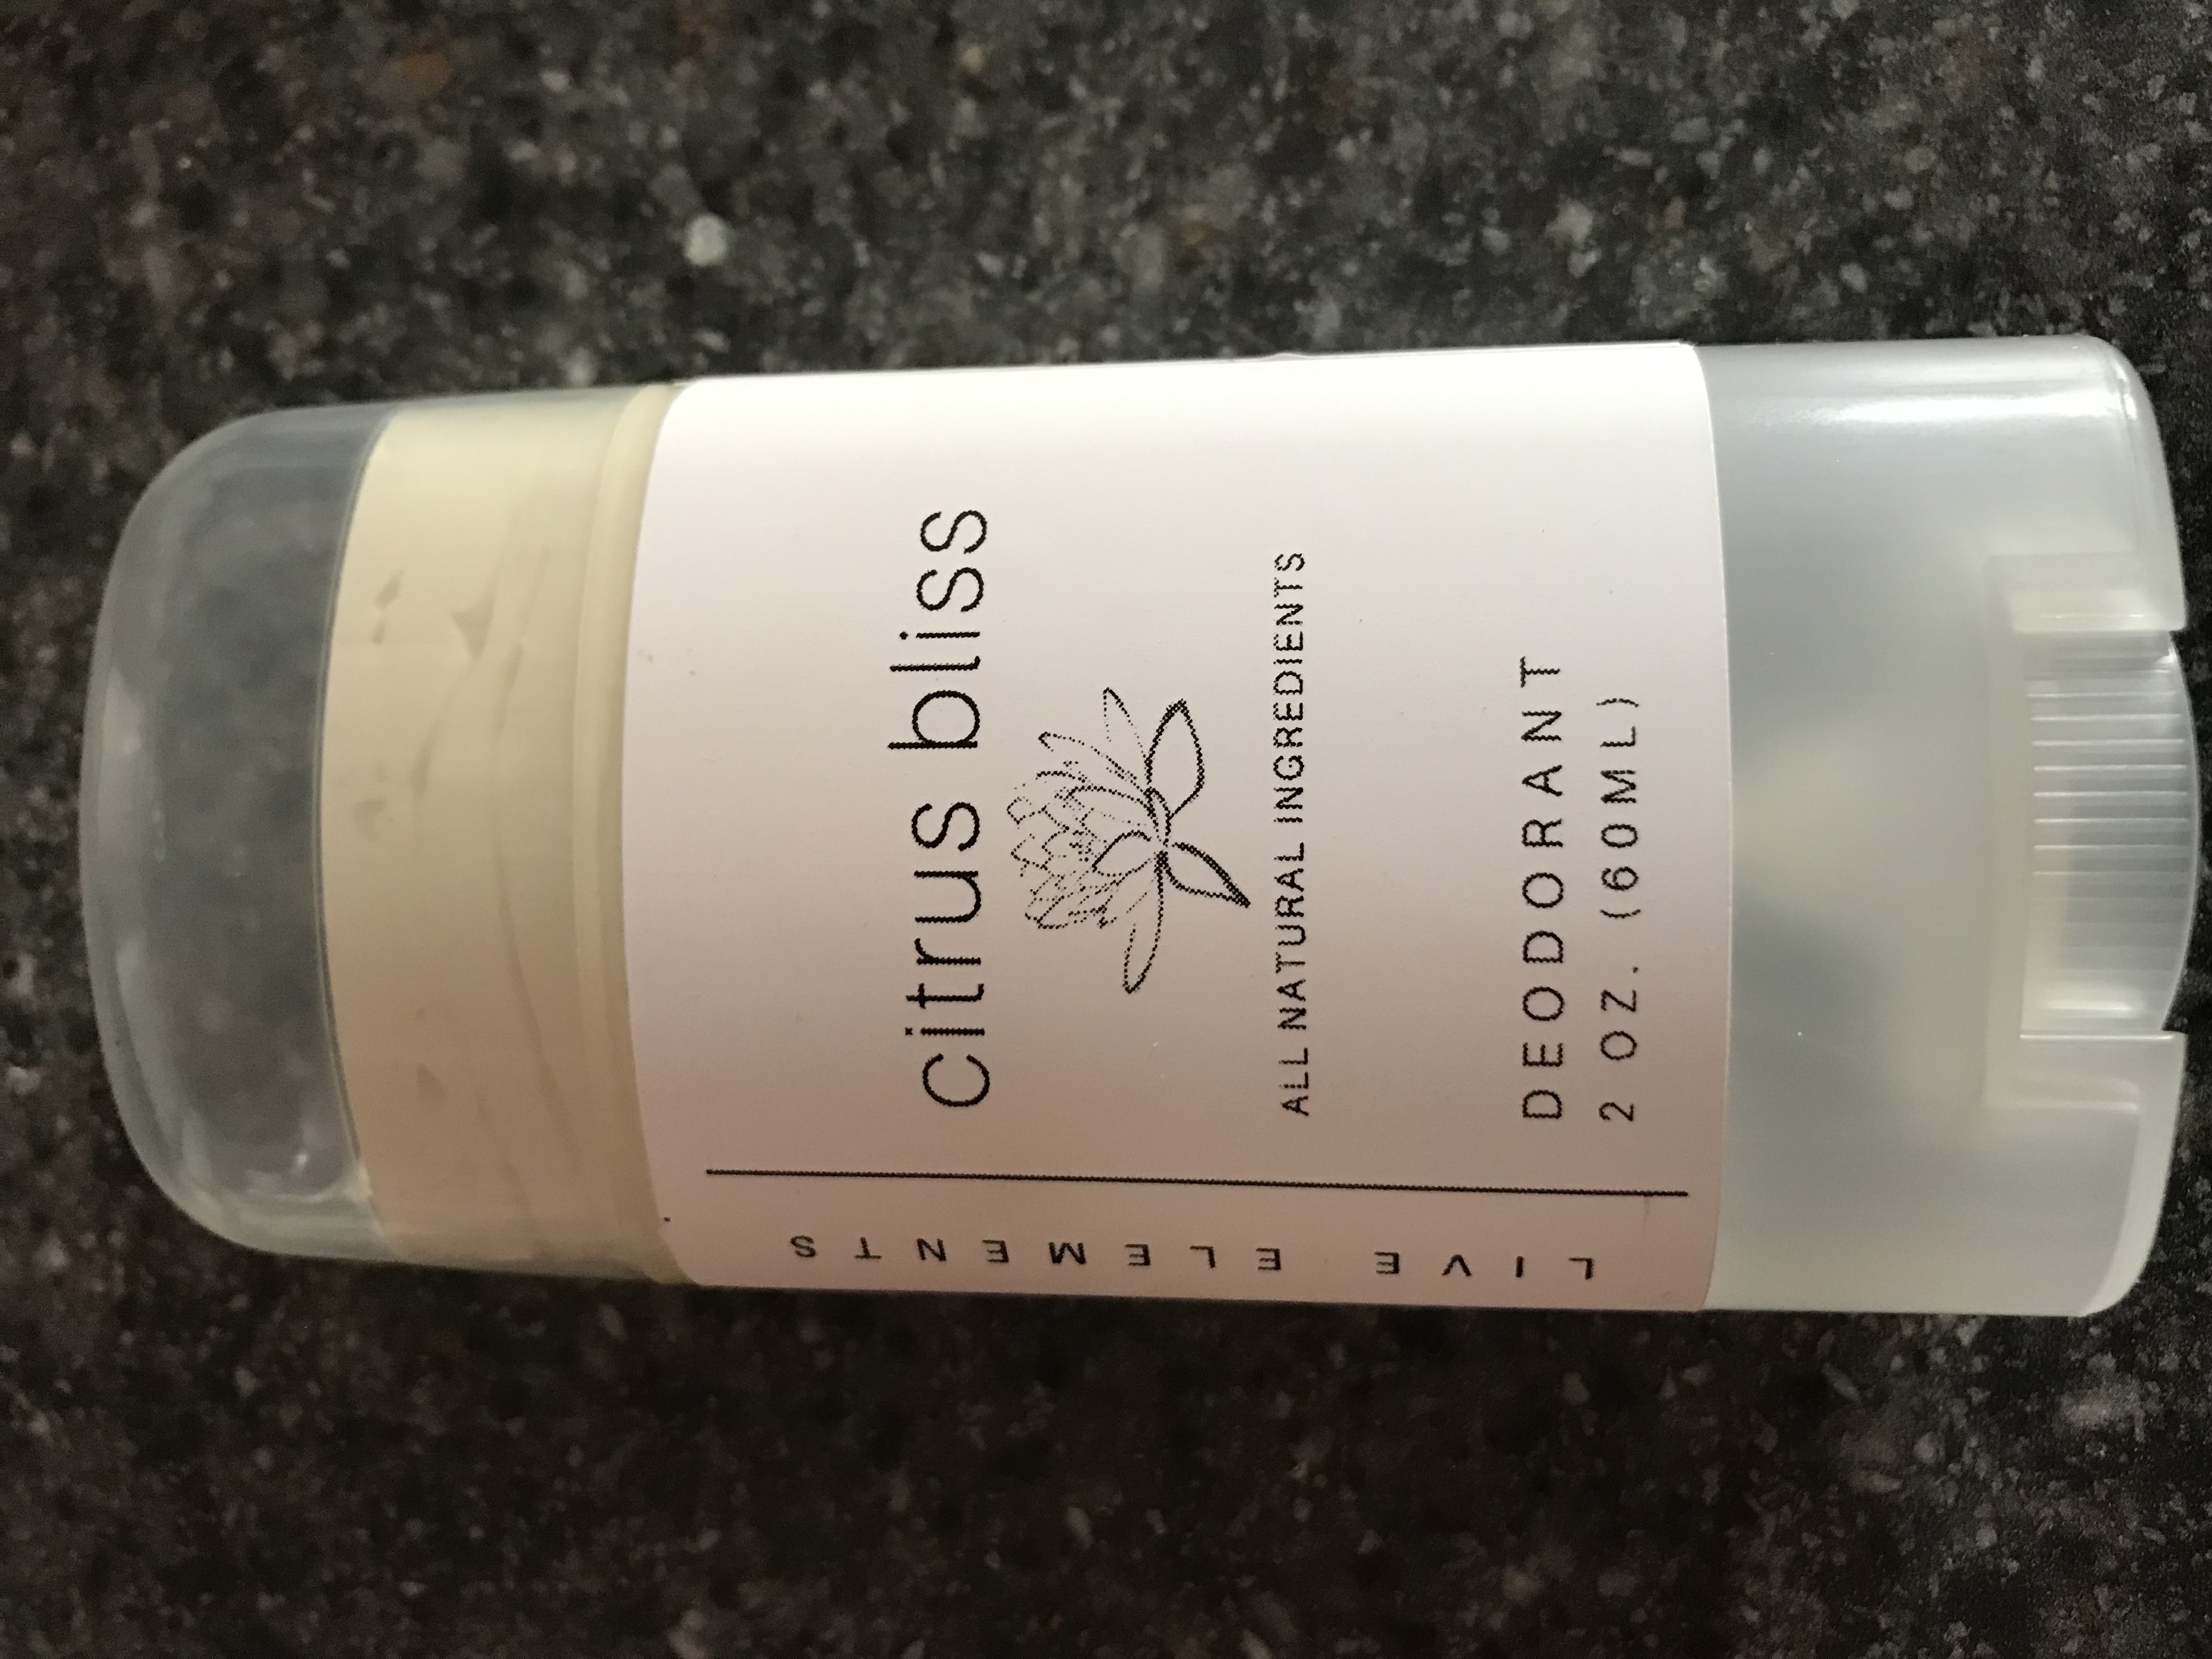 citrus bliss
ALL NATURAL INGREDIENTS
DEODORANT
2 OZ. (60ML)
LIVE ELEMENTS